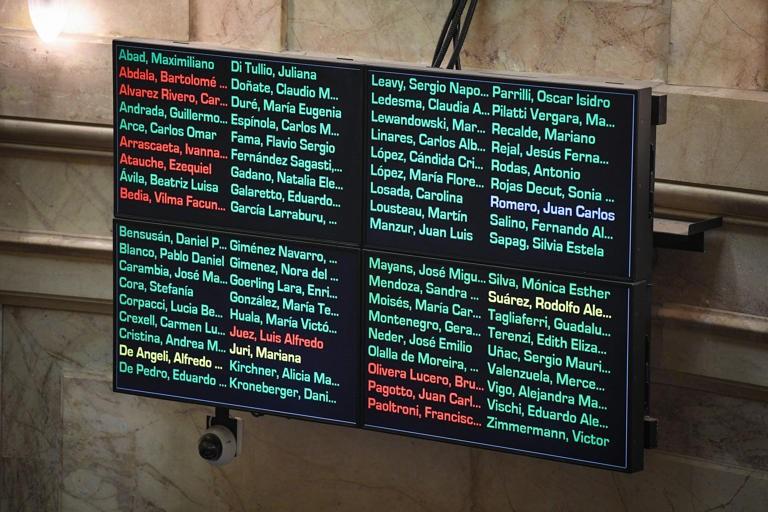 Abad, Maximiliano
Abdala, Bartolomé ...
Alvarez Rivero, Car...
Andrada, Guillermo...
Arce, Carlos Omar
Arrascaeta, Ivanna...
Atauche, Ezequiel
Ávila, Beatriz Luisa
Bedia, Vilma Facun...
Di Tullio, Juliana
Doñate, Claudio M...
Duré, María Eugenia
Espínola, Carlos M...
Fama, Flavio Sergio
Fernández Sagasti,...
Gadano, Natalia Ele...
Galaretto, Eduardo...
García Larraburu, ...
Leavy, Sergio Napo...
Ledesma, Claudia A...
Lewandowski, Mar...
Linares, Carlos Alb...
López, Cándida Cri...
López, María Flore...
Losada, Carolina
Lousteau, Martín
Manzur, Juan Luis
Parrilli, Oscar Isidro
Pilatti Vergara, Ma...
Recalde, Mariano
Rejal, Jesús Ferna...
Rodas, Antonio
Rojas Decut, Sonia ...
Romero, Juan Carlos
Salino, Fernando Al...
Sapag, Silvia Estela
Bensusán, Daniel P...
Blanco, Pablo Daniel
Carambia, José Ma...
Cora, Stefanía
Corpacci, Lucia Be...
Crexell, Carmen Lu...
Cristina, Andrea M...
De Angeli, Alfredo ...
De Pedro, Eduardo ...
Giménez Navarro, ...
Gimenez, Nora del ...
Goerling Lara, Enri...
González, María Te...
Huala, María Victó...
Juez, Luis Alfredo
Juri, Mariana
Kirchner, Alicia Ma...
Kroneberger, Dani...
Mayans, José Migu...
Mendoza, Sandra ...
Moisés, María Car...
Montenegro, Gera...
Neder, José Emilio
Olalla de Moreira, ...
Olivera Lucero, Bru...
Pagotto, Juan Carl...
Paoltroni, Francisc...
Silva, Mónica Esther
Suárez, Rodolfo Ale...
Tagliaferri, Guadalu...
Terenzi, Edith Eliza...
Uñac, Sergio Mauri...
Valenzuela, Merce...
Vigo, Alejandra Ma...
Vischi, Eduardo Ale...
Zimmermann, Victor